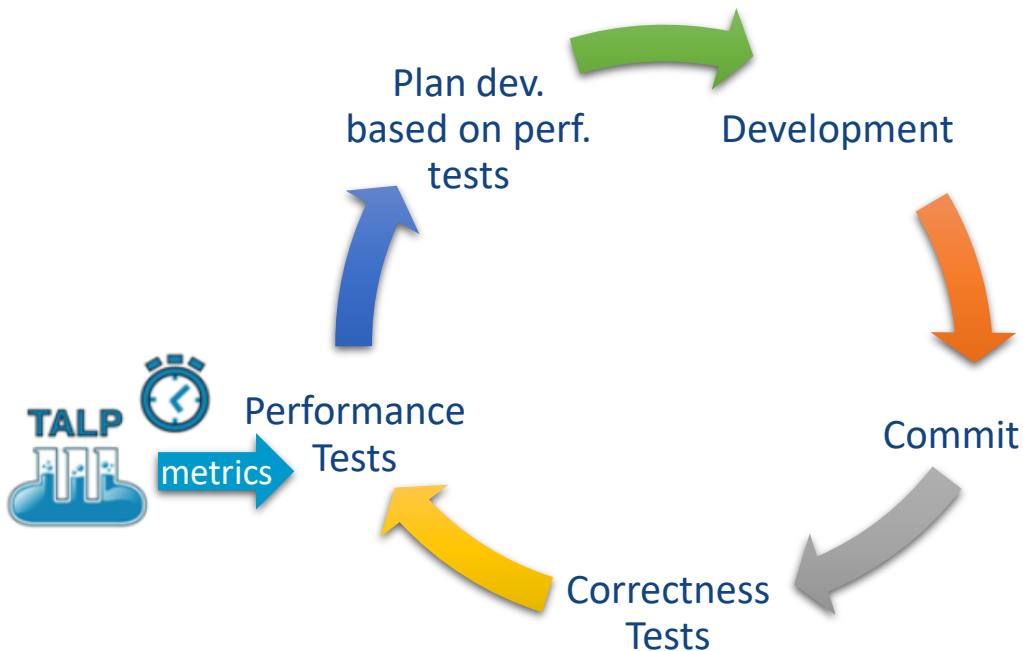 Plan dev.
based on perf.
tests
Development
TALP
metrics
Performance
Tests
Commit
Correctness
Tests